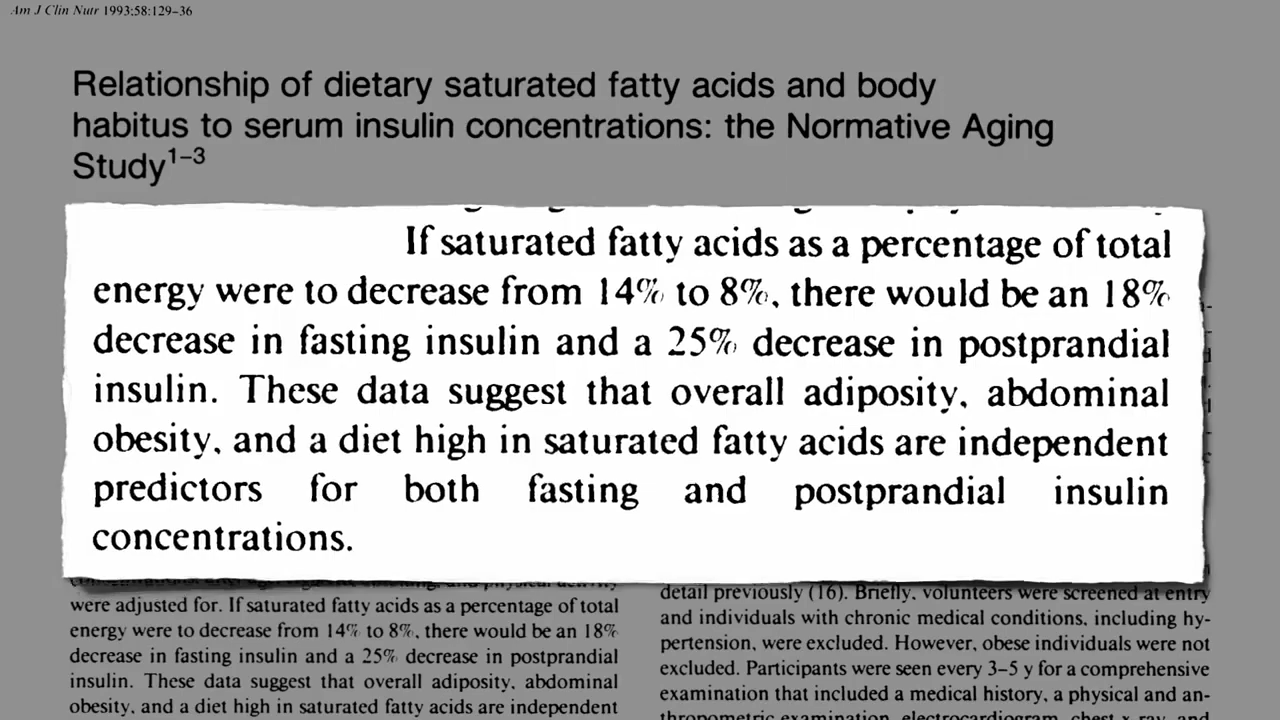 Am J Clin Nutr 1993;58:129–36
Relationship of dietary saturated fatty acids and body
habitus to serum insulin concentrations: the Normative Aging
Study1–3
If saturated fatty acids as a percentage of total
energy were to decrease from 14% to 8%, there would be an 18%
decrease in fasting insulin and a 25% decrease in postprandial
insulin. These data suggest that overall adiposity, abdominal
obesity, and a diet high in saturated fatty acids are independent
predictors for both fasting and postprandial insulin
concentrations.
were adjusted for. If saturated fatty acids as a percentage of total
energy were to decrease from 14% to 8%, there would be an 18%
decrease in fasting insulin and a 25% decrease in postprandial
insulin. These data suggest that overall adiposity, abdominal
obesity, and a diet high in saturated fatty acids are independent
detail previously (16). Briefly, volunteers were screened at entry
and individuals with chronic medical conditions, including hy-
pertension, were excluded. However, obese individuals were not
excluded. Participants were seen every 3–5 y for a comprehensive
examination that included a medical history, a physical and an-
thropometric examination, electrocardiogram, chest x ray, and